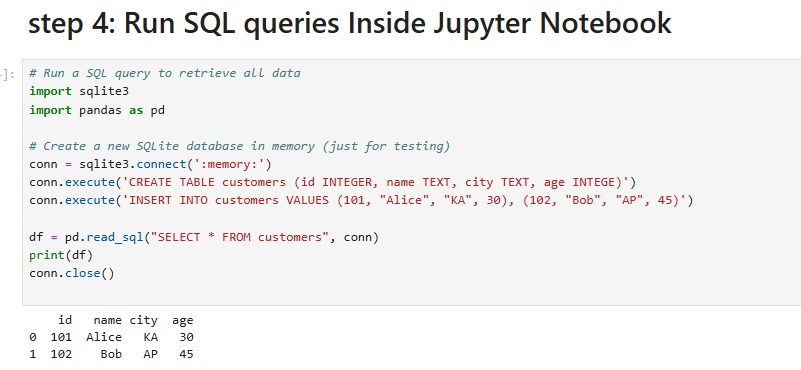 step 4: Run SQL queries Inside Jupyter Notebook
]:
# Run a SQL query to retrieve all data
import sqlite3
import pandas as pd
# Create a new SQLite database in memory (just for testing)
conn = sqlite3.connect(':memory:')
conn.execute('CREATE TABLE customers (id INTEGER, name TEXT, city TEXT, age INTEGE)')
conn.execute('INSERT INTO customers VALUES (101, "Alice", "KA", 30), (102, "Bob", "AP", 45)')
df = pd.read_sql("SELECT * FROM customers", conn)
print(df)
conn.close()
id name city age
0 101 Alice KA 30
1 102 Bob AP 45